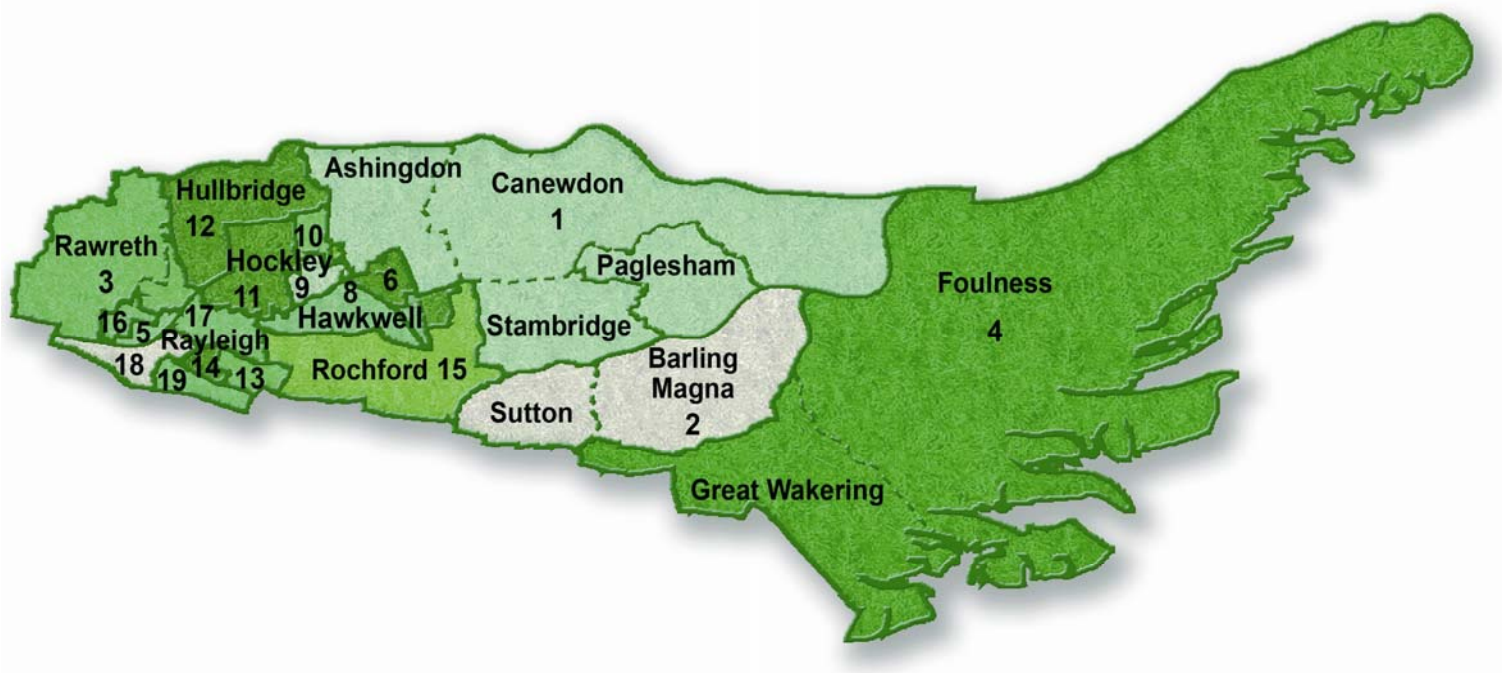 Ashingdon
Canewdon
1
Hullbridge
12
Rawreth
3
10
Hockley
9
6
8
11
Paglesham
Foulness
4
16
5
17
Hawkwell
Rayleigh
Stambridge
18
14
19
13
Rochford 15
Barling
Magna
2
Sutton
Great Wakering